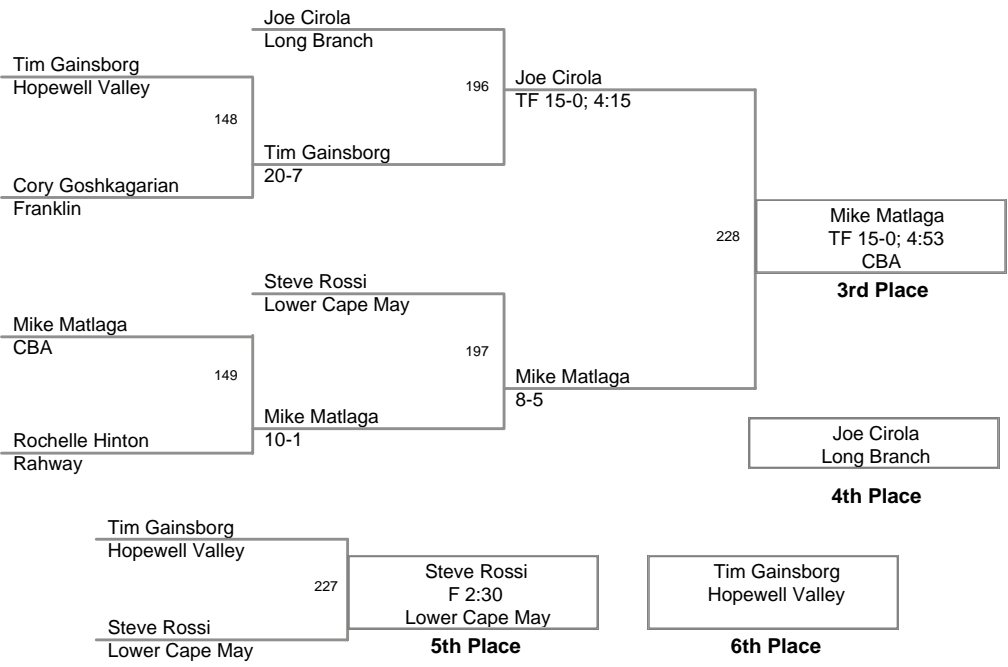 Joe Cirola
Long Branch
Tim Gainsborg
Hopewell Valley
196
Joe Cirola
TF 15-0; 4:15
148
Tim Gainsborg
20-7
Cory Goshkagarian
Franklin
228
Mike Matlaga
TF 15-0; 4:53
CBA
3rd Place
Steve Rossi
Lower Cape May
Mike Matlaga
CBA
197
149
Mike Matlaga
8-5
Mike Matlaga
10-1
Rochelle Hinton
Rahway
Joe Cirola
Long Branch
4th Place
Tim Gainsborg
Hopewell Valley
227
Steve Rossi
F 2:30
Lower Cape May
5th Place
Tim Gainsborg
Hopewell Valley
6th Place
Steve Rossi
Lower Cape May